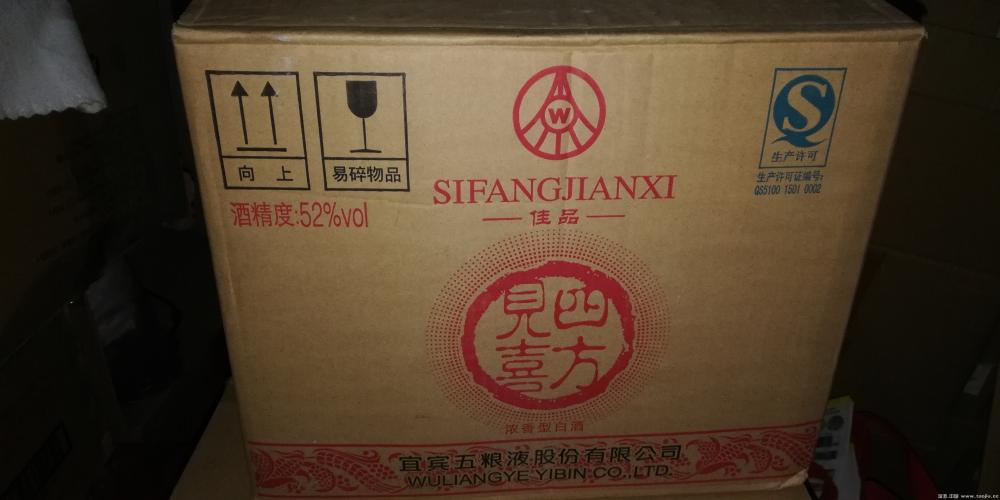 向上
易碎物品
酒精度:52%vol
W
SIFANGJIANXI
佳品
四方
見喜
浓香型白酒
宜宾五粮液股份有限公司
WULIANGYE YIBIN CO.,LTD.
S
生产许可
生产许可证编号:
QS5100 1501 0002